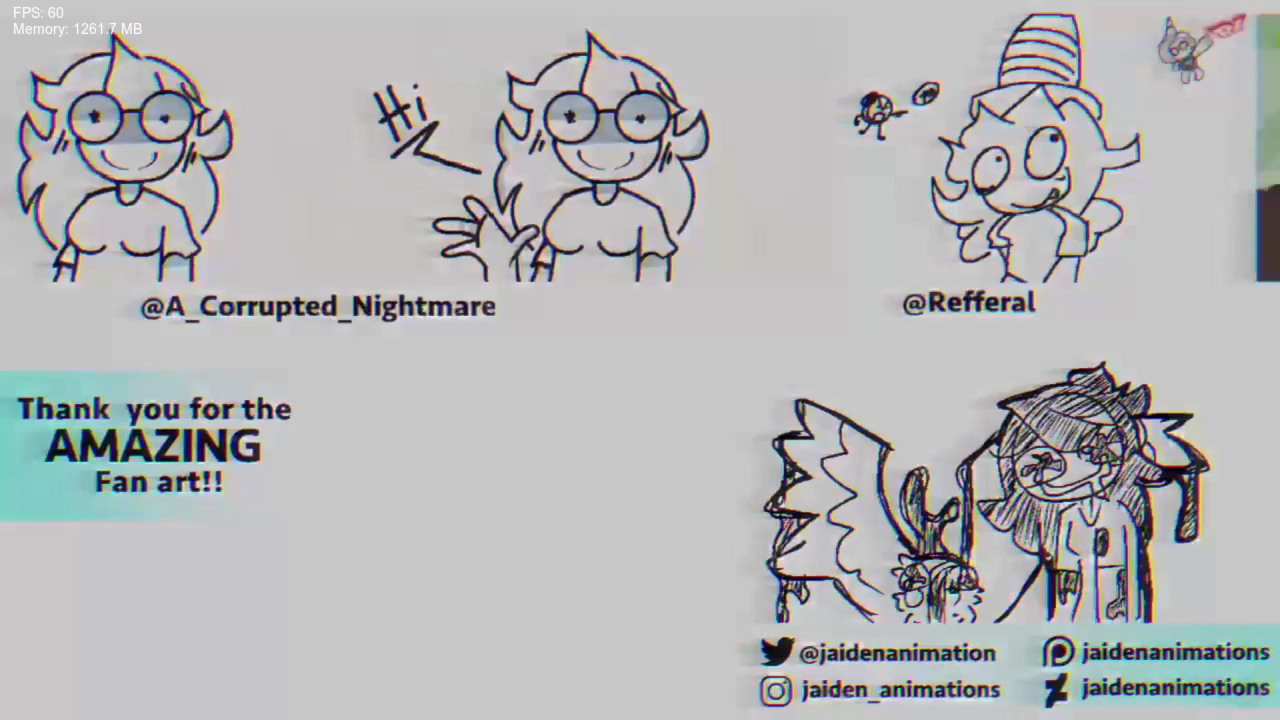 FPS: 60
Memory: 1261.7 MB
Hi
@A_Corrupted_Nightmare
@Refferal
Thank you for the
AMAZING
Fan art!!
@jaidenanimation
jaidenanimations
jaiden_animations
jaidenanimations